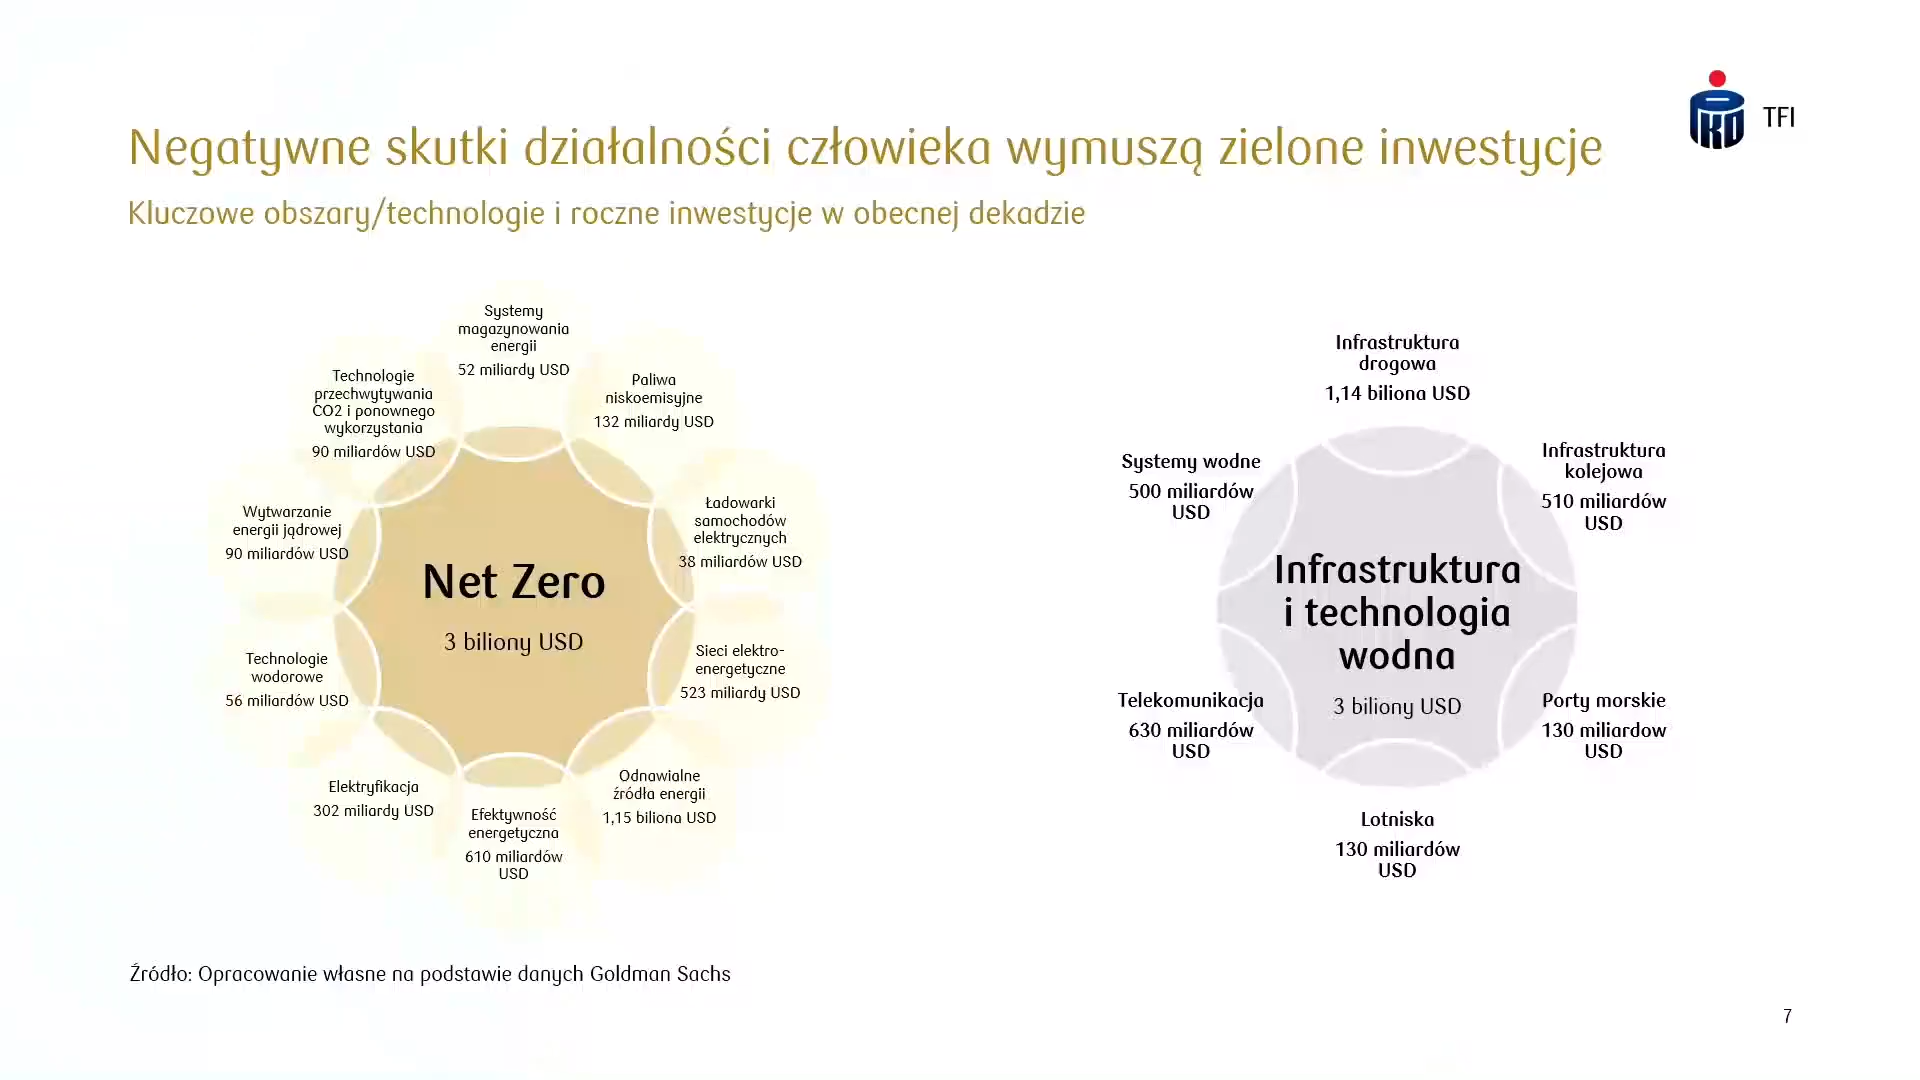 PKO TFI
Negatywne skutki działalności człowieka wymuszą zielone inwestycje
Kluczowe obszary/technologie i roczne inwestycje w obecnej dekadzie
Systemy
magazynowania
energii
52 miliardy USD
Paliwa
niskoemisyjne
132 miliardy USD
Ładowarki
samochodów
elektrycznych
38 miliardów USD
Sieci elektro-
energetyczne
523 miliardy USD
Odnawialne
źródła energii
1,15 biliona USD
Efektywność
energetyczna
610 miliardów
USD
Elektryfikacja
302 miliardy USD
Technologie
wodorowe
56 miliardów USD
Wytwarzanie
energii jądrowej
90 miliardów USD
Technologie
przechwytywania
CO2 i ponownego
wykorzystania
90 miliardów USD
Net Zero
3 biliony USD
Infrastruktura
drogowa
1,14 biliona USD
Infrastruktura
kolejowa
510 miliardów
USD
Porty morskie
130 miliardow
USD
Lotniska
130 miliardów
USD
Telekomunikacja
630 miliardów
USD
Systemy wodne
500 miliardów
USD
Infrastruktura
i technologia
wodna
3 biliony USD
Źródło: Opracowanie własne na podstawie danych Goldman Sachs
7